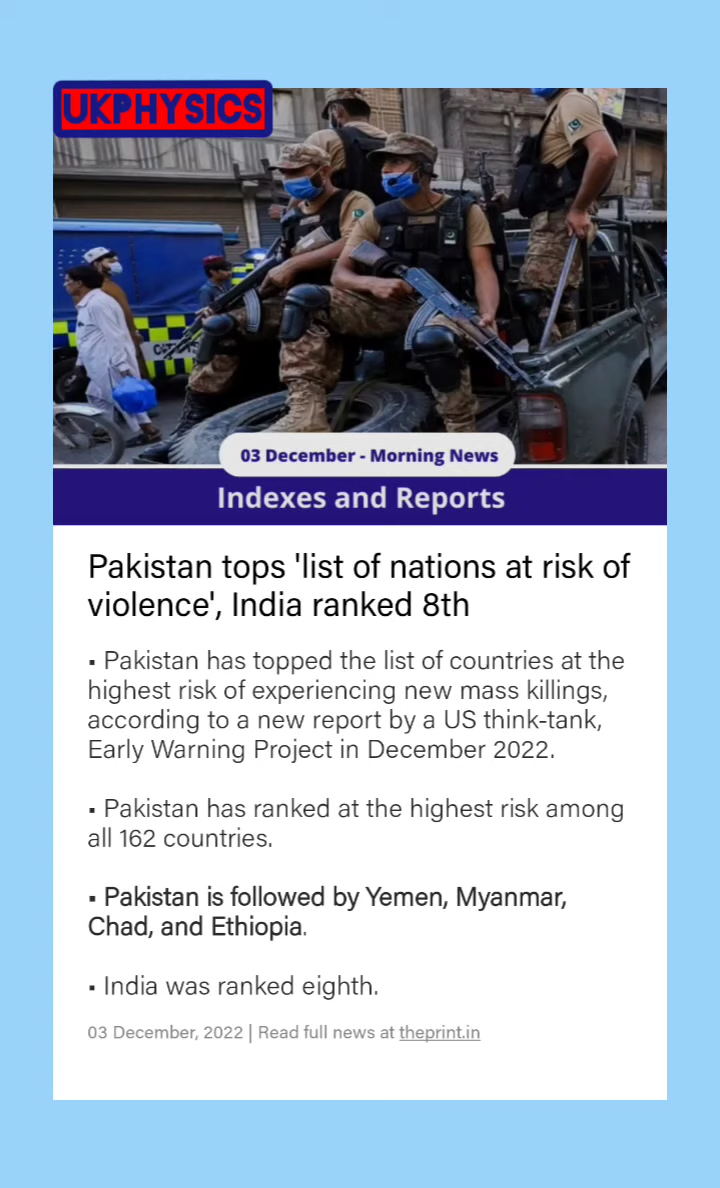 UKPHYSICS
03 December - Morning News
Indexes and Reports
Pakistan tops 'list of nations at risk of
violence', India ranked 8th
▪ Pakistan has topped the list of countries at the
highest risk of experiencing new mass killings,
according to a new report by a US think-tank,
Early Warning Project in December 2022.
▪ Pakistan has ranked at the highest risk among
all 162 countries.
▪ Pakistan is followed by Yemen, Myanmar,
Chad, and Ethiopia.
▪ India was ranked eighth.
03 December, 2022 | Read full news at theprint.in